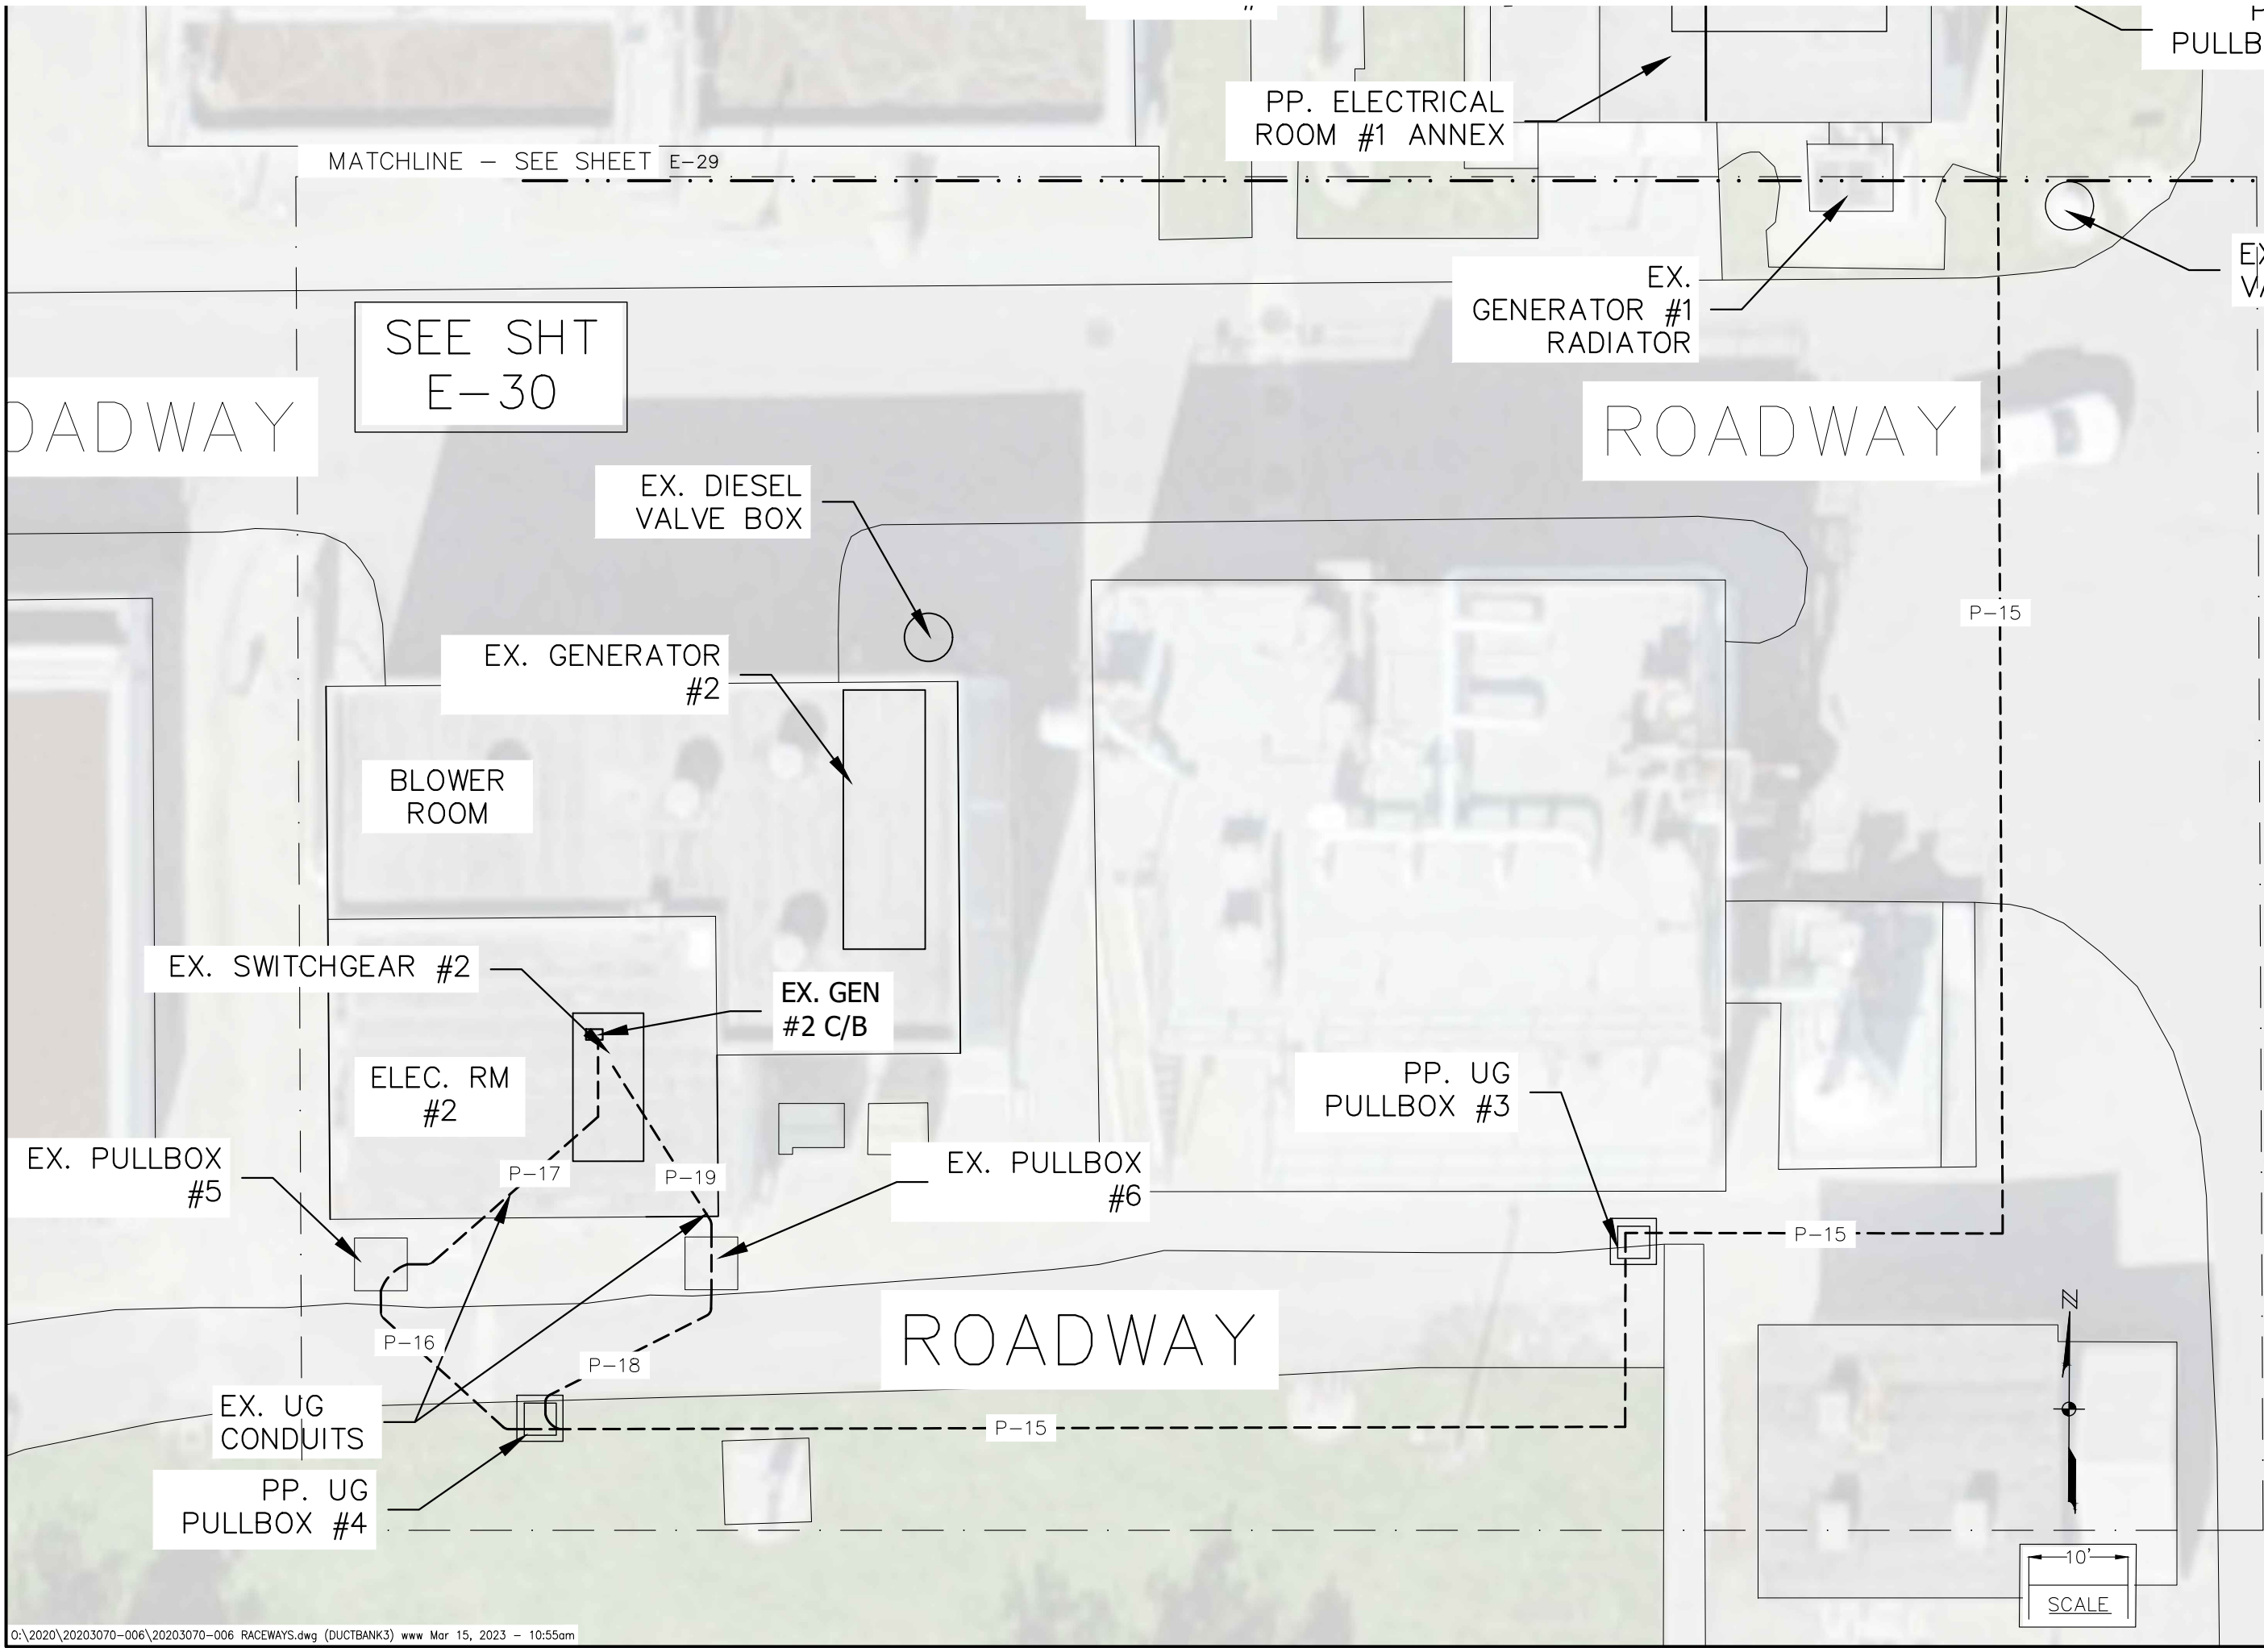 PULLB
PP. ELECTRICAL
ROOM #1 ANNEX
MATCHLINE - SEE SHEET E-29
EX.
GENERATOR #1
RADIATOR
SEE SHT
E-30
OADWAY
ROADWAY
EX. DIESEL
VALVE BOX
P-15
EX. GENERATOR
#2
BLOWER
ROOM
EX. SWITCHGEAR #2
EX. GEN
#2 C/B
ELEC. RM
#2
PP. UG
PULLBOX #3
EX. PULLBOX
#5
P-17
P-19
EX. PULLBOX
#6
P-15
P-16
P-18
ROADWAY
N
EX. UG
CONDUITS
P-15
PP. UG
PULLBOX #4
10'
SCALE
O:\2020\20203070-006\20203070-006 RACEWAYS.dwg (DUCTBANK3) www Mar 15, 2023 - 10:55am